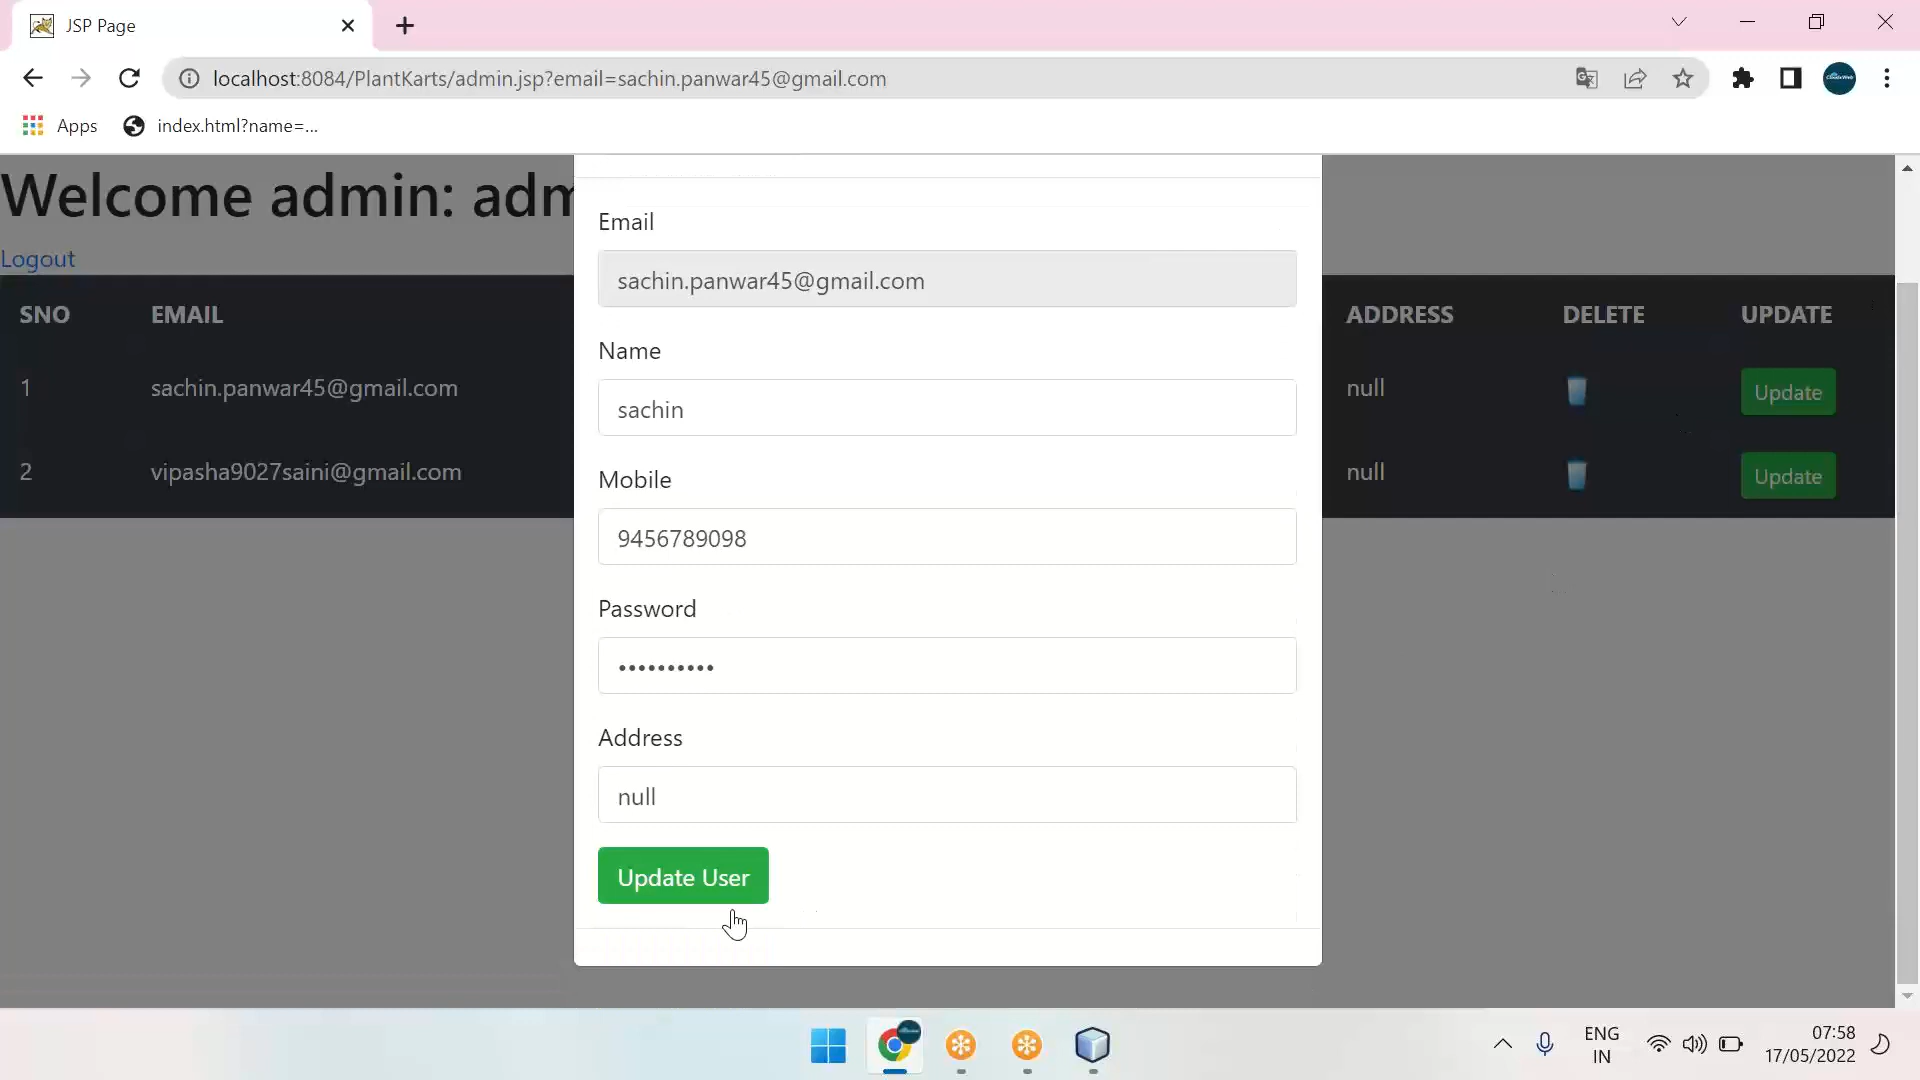 JSP Page
localhost:8084/PlantKarts/admin.jsp?email=sachin.panwar45@gmail.com
Apps
index.html?name=...
Welcome admin: adm
Logout
SNO EMAIL ADDRESS DELETE UPDATE
1 sachin.panwar45@gmail.com null Update
2 vipasha9027saini@gmail.com null Update
Email
sachin.panwar45@gmail.com
Name
sachin
Mobile
9456789098
Password
••••••••••
Address
null
Update User
ENG
IN
07:58
17/05/2022